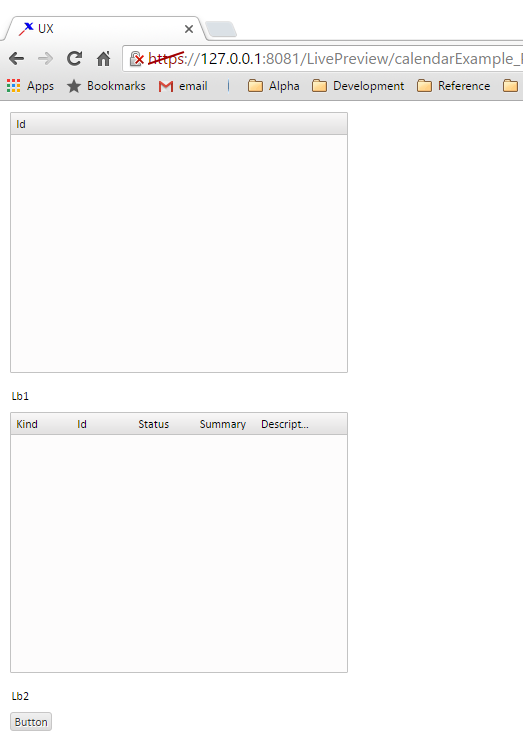 UX
https://127.0.0.1:8081/LivePreview/calendarExample_
Apps Bookmarks email Alpha Development Reference
Id
Lb1
Kind Id Status Summary Descript...
Lb2
Button